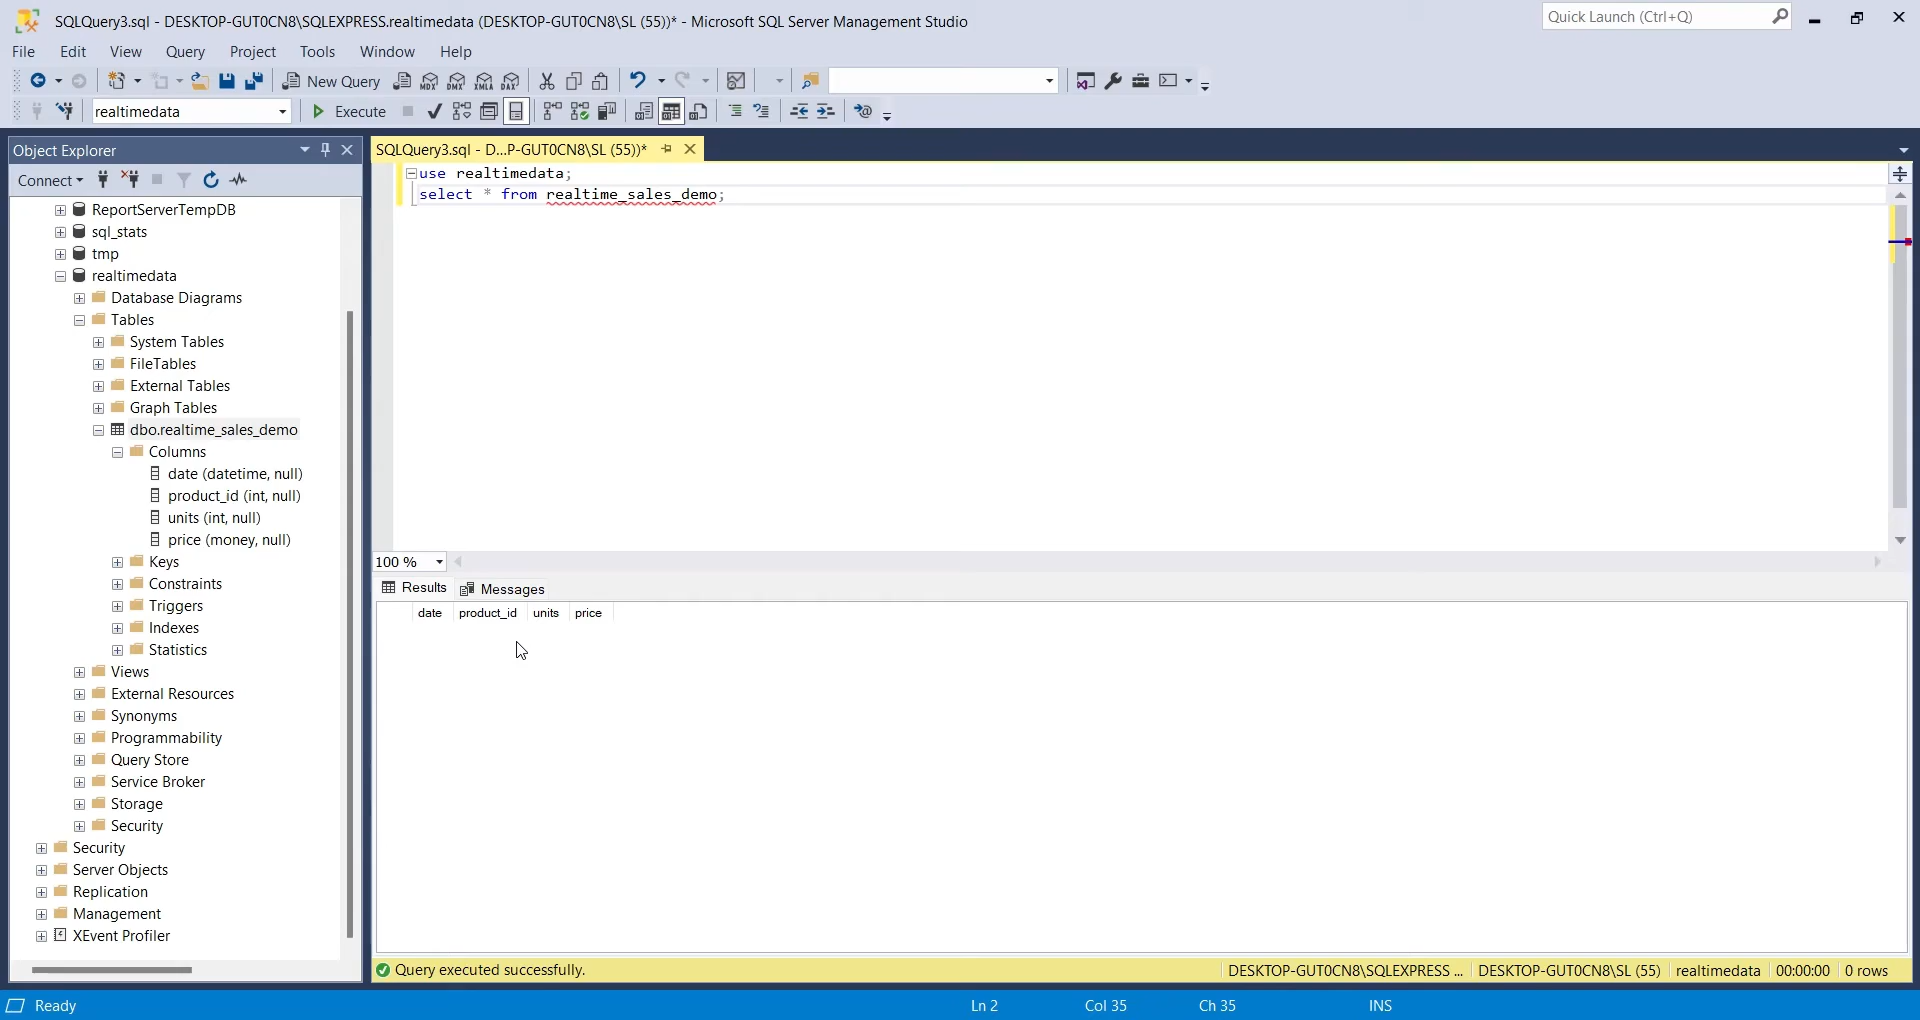 SQLQuery3.sql - DESKTOP-GUT0CN8\SQLEXPRESS.realtimedata (DESKTOP-GUT0CN8\SL (55))* - Microsoft SQL Server Management Studio
Quick Launch (Ctrl+Q)
File Edit View Query Project Tools Window Help
New Query MDX DMX XMLA DAX
realtimedata Execute
Object Explorer
SQLQuery3.sql - D...P-GUT0CN8\SL (55))*
Connect
use realtimedata;
select * from realtime_sales_demo;
ReportServerTempDB
sql_stats
tmp
realtimedata
Database Diagrams
Tables
System Tables
FileTables
External Tables
Graph Tables
dbo.realtime_sales_demo
Columns
date (datetime, null)
product_id (int, null)
units (int, null)
price (money, null)
Keys
Constraints
Triggers
Indexes
Statistics
Views
External Resources
Synonyms
Programmability
Query Store
Service Broker
Storage
Security
Security
Server Objects
Replication
Management
XEvent Profiler
100 %
Results Messages
date product_id units price
Query executed successfully.
DESKTOP-GUT0CN8\SQLEXPRESS ... DESKTOP-GUT0CN8\SL (55) realtimedata 00:00:00 0 rows
Ready Ln 2 Col 35 Ch 35 INS